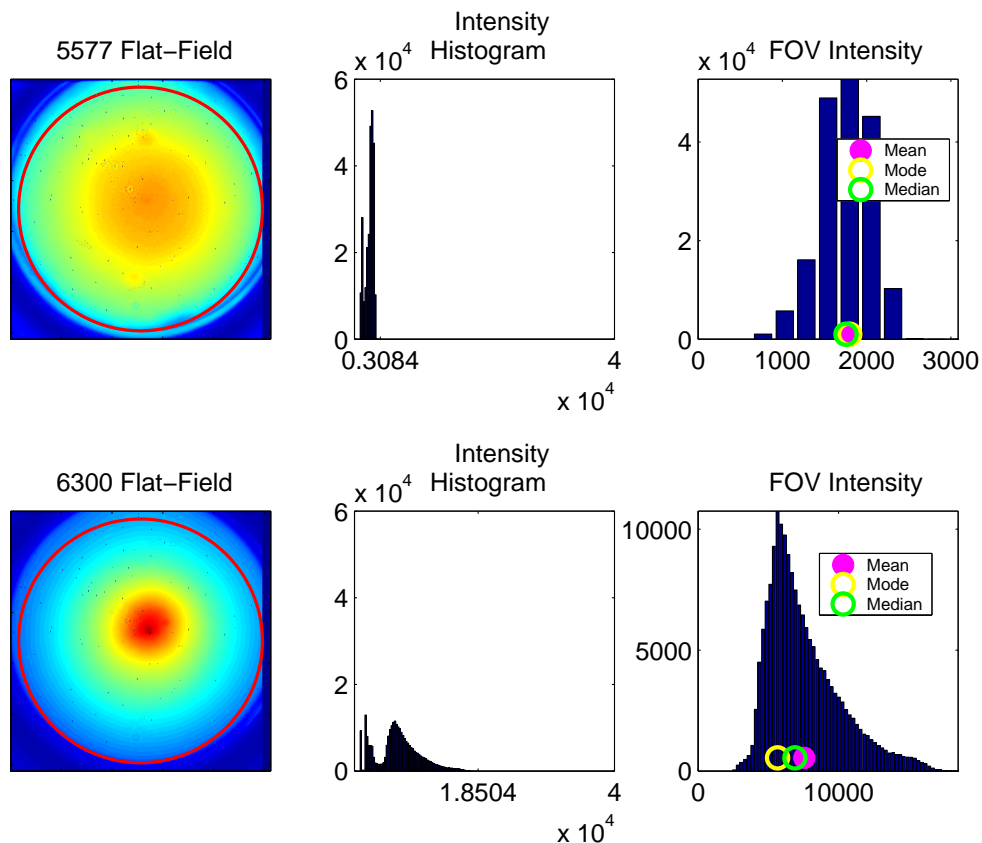 5577 Flat−Field
Intensity
Histogram
FOV Intensity
x 10^4
6
4
2
0
0.3084
4
x 10^4
x 10^4
4
2
0
0
1000
2000
3000
Mean
Mode
Median
6300 Flat−Field
Intensity
Histogram
FOV Intensity
x 10^4
6
4
2
0
1.8504
4
x 10^4
10000
5000
0
0
10000
Mean
Mode
Median